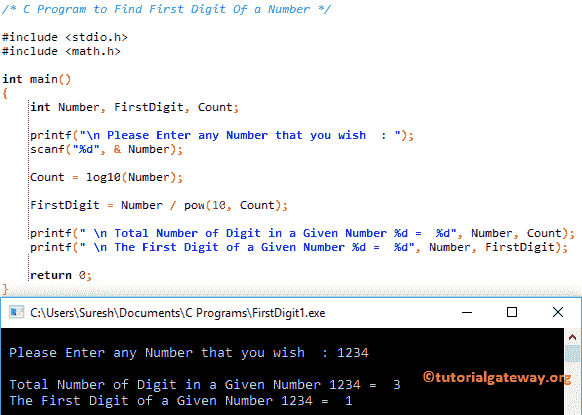 /* C Program to Find First Digit Of a Number */
#include <stdio.h>
#include <math.h>
int main()
{
int Number, FirstDigit, Count;
printf("\n Please Enter any Number that you wish  : ");
scanf("%d", & Number);
Count = log10(Number);
FirstDigit = Number / pow(10, Count);
printf(" \n Total Number of Digit in a Given Number %d =  %d", Number, Count);
printf(" \n The First Digit of a Given Number %d =  %d", Number, FirstDigit);
return 0;
}
C:\Users\Suresh\Documents\C Programs\FirstDigit1.exe
Please Enter any Number that you wish  : 1234
Total Number of Digit in a Given Number 1234 =  3
©tutorialgateway.org
The First Digit of a Given Number 1234 =  1